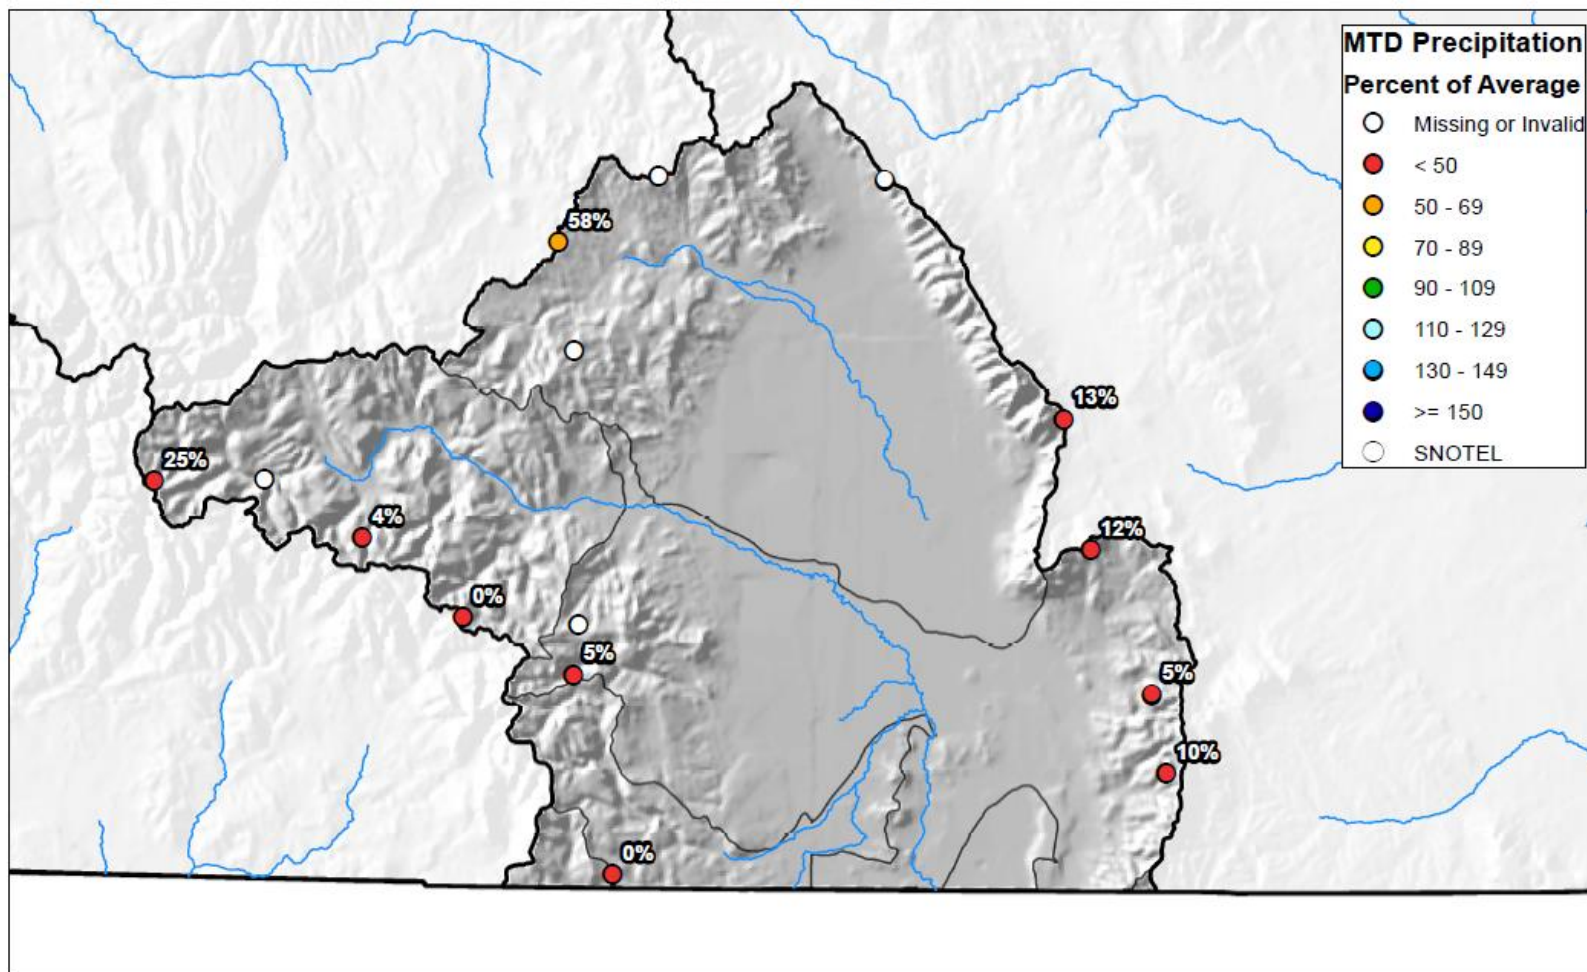 MTD Precipitation
Percent of Average
Missing or Invalid
< 50
50 - 69
70 - 89
90 - 109
110 - 129
130 - 149
>= 150
SNOTEL
58%
13%
25%
4%
12%
0%
5%
5%
10%
0%